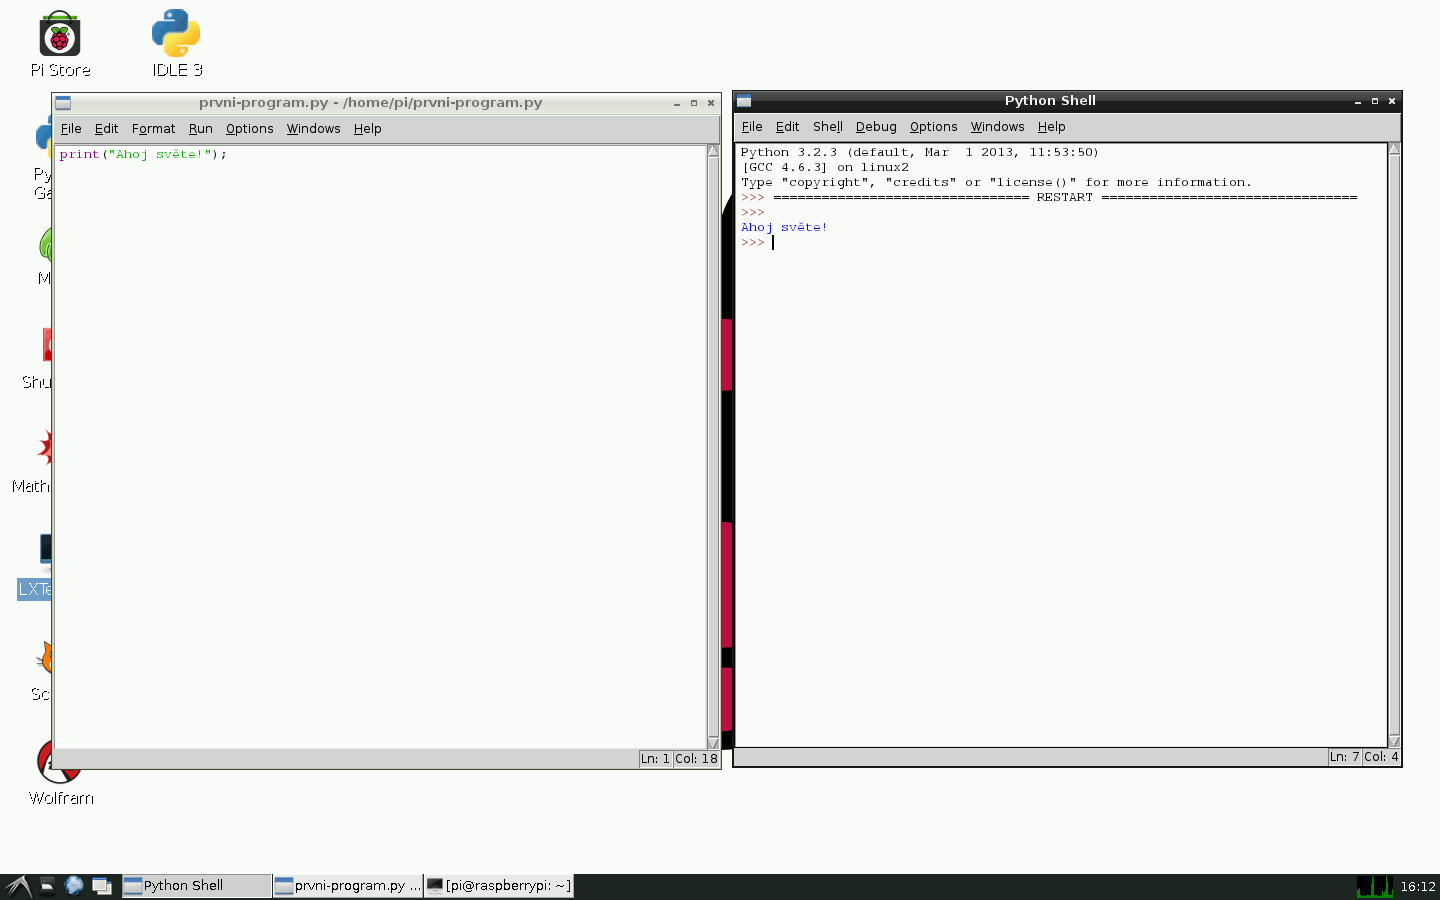 Pi Store
IDLE 3
prvni-program.py - /home/pi/prvni-program.py
File Edit Format Run Options Windows Help
print("Ahoj světe!");
Ln: 1 Col: 18
Python Shell
File Edit Shell Debug Options Windows Help
Python 3.2.3 (default, Mar  1 2013, 11:53:50)
[GCC 4.6.3] on linux2
Type "copyright", "credits" or "license()" for more information.
>>> ================================ RESTART ================================
>>>
Ahoj světe!
>>>
Ln: 7 Col: 4
Py
Ga
M
Shu
Math
LXTe
Sc
Wolfram
Python Shell
prvni-program.py ...
[pi@raspberrypi: ~]
16:12